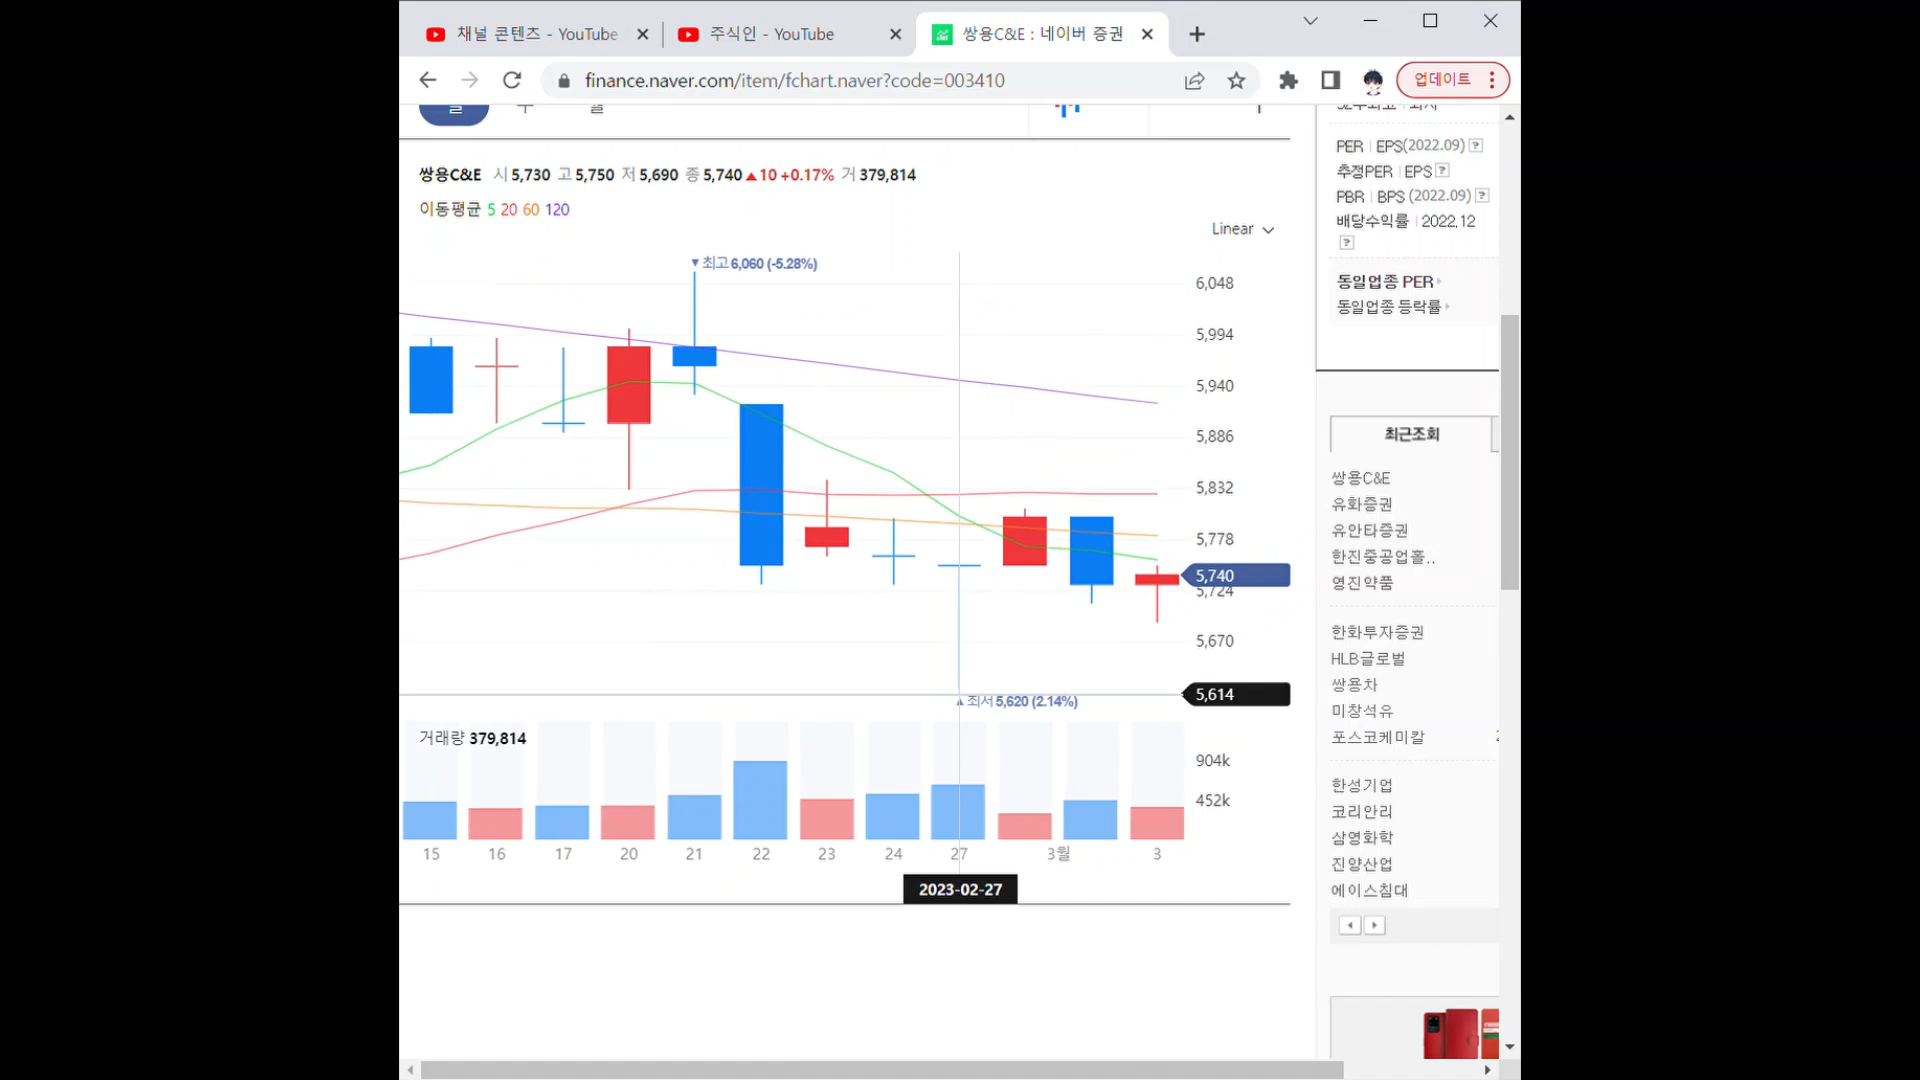 채널 콘텐츠 - YouTube
주식인 - YouTube
쌍용C&E : 네이버 증권
finance.naver.com/item/fchart.naver?code=003410
업데이트
쌍용C&E 시 5,730 고 5,750 저 5,690 종 5,740 ▲10 +0.17% 거 379,814
이동평균 5 20 60 120
Linear
▼최고 6,060 (-5.28%)
6,048
5,994
5,940
5,886
5,832
5,778
5,740
5,724
5,670
5,614
▲최저 5,620 (2.14%)
거래량 379,814
904k
452k
15 16 17 20 21 22 23 24 27 3월 3
2023-02-27
PER | EPS(2022.09) ?
추정PER | EPS ?
PBR | BPS (2022.09) ?
배당수익률 | 2022.12
?
동일업종 PER
동일업종 등락률
최근조회
쌍용C&E
유화증권
유안타증권
한진중공업홀..
영진약품
한화투자증권
HLB글로벌
쌍용차
미창석유
포스코케미칼
한성기업
코리안리
삼영화학
진양산업
에이스침대